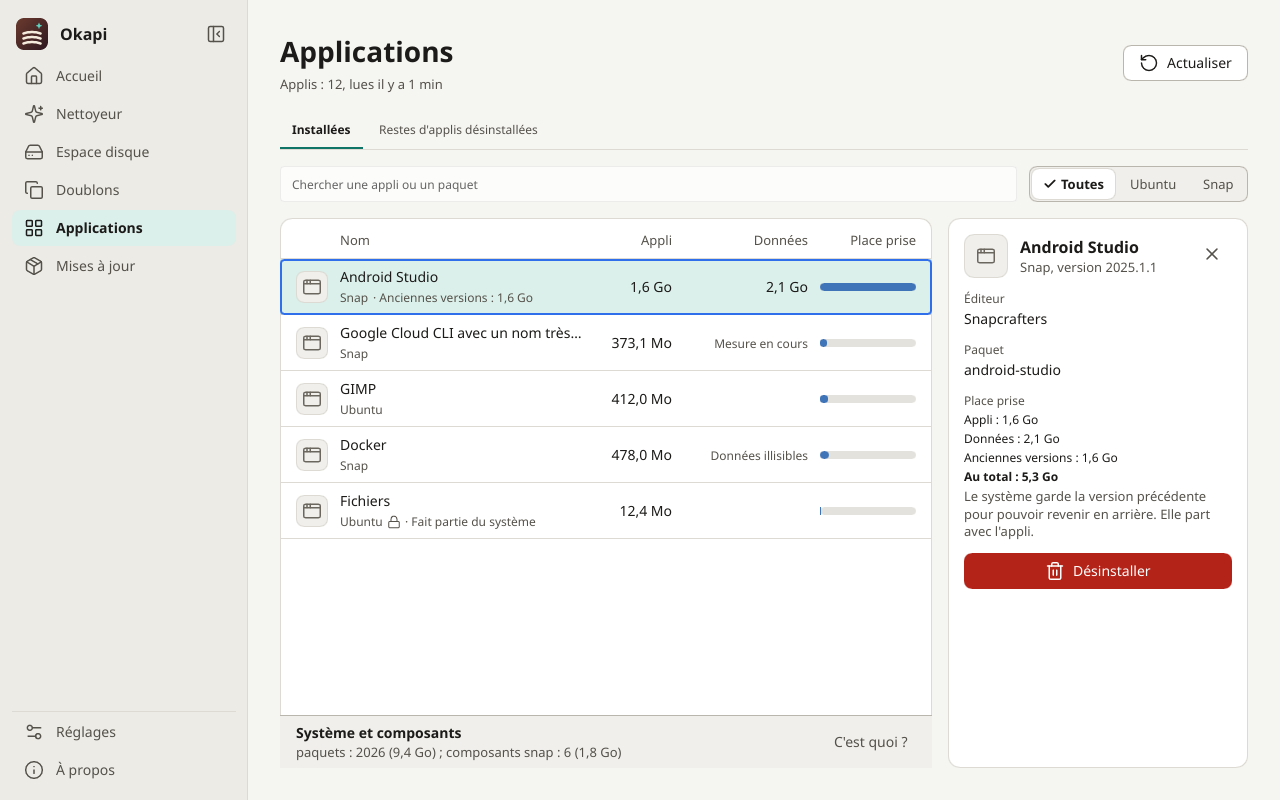 Okapi
Accueil
Nettoyeur
Espace disque
Doublons
Applications
Mises à jour
Réglages
À propos
Applications
Applis : 12, lues il y a 1 min
Actualiser
Installées
Restes d'applis désinstallées
Chercher une appli ou un paquet
Toutes
Ubuntu
Snap
Nom
Appli
Données
Place prise
Android Studio
Snap · Anciennes versions : 1,6 Go
1,6 Go
2,1 Go
Google Cloud CLI avec un nom très...
Snap
373,1 Mo
Mesure en cours
GIMP
Ubuntu
412,0 Mo
Docker
Snap
478,0 Mo
Données illisibles
Fichiers
Ubuntu · Fait partie du système
12,4 Mo
Système et composants
paquets : 2026 (9,4 Go) ; composants snap : 6 (1,8 Go)
C'est quoi ?
Android Studio
Snap, version 2025.1.1
Éditeur
Snapcrafters
Paquet
android-studio
Place prise
Appli : 1,6 Go
Données : 2,1 Go
Anciennes versions : 1,6 Go
Au total : 5,3 Go
Le système garde la version précédente
pour pouvoir revenir en arrière. Elle part
avec l'appli.
Désinstaller